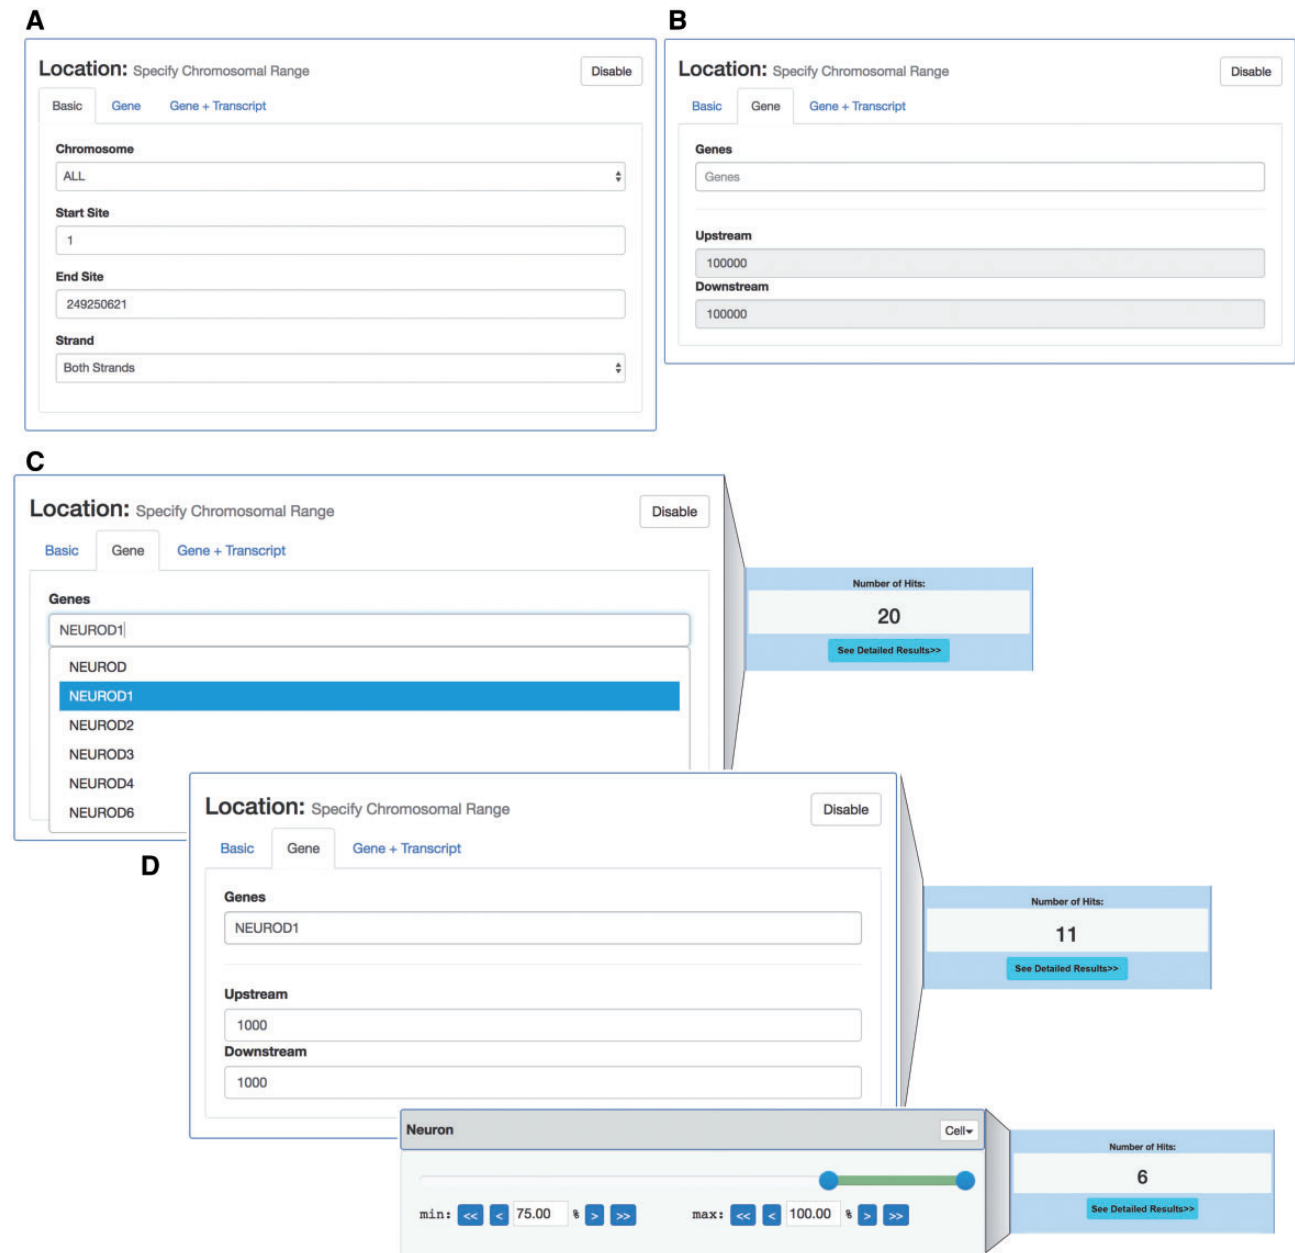 A
Location: Specify Chromosomal Range
Disable
Basic Gene Gene + Transcript
Chromosome
ALL
Start Site
1
End Site
249250621
Strand
Both Strands
B
Location: Specify Chromosomal Range
Disable
Basic Gene Gene + Transcript
Genes
Genes
Upstream
100000
Downstream
100000
C
Location: Specify Chromosomal Range
Disable
Basic Gene Gene + Transcript
Genes
NEUROD1
NEUROD
NEUROD1
NEUROD2
NEUROD3
NEUROD4
NEUROD6
Number of Hits:
20
See Detailed Results>>
D
Location: Specify Chromosomal Range
Disable
Basic Gene Gene + Transcript
Genes
NEUROD1
Upstream
1000
Downstream
1000
Number of Hits:
11
See Detailed Results>>
Neuron
Cell
min: << < 75.00 % > >> max: << < 100.00 % > >>
Number of Hits:
6
See Detailed Results>>